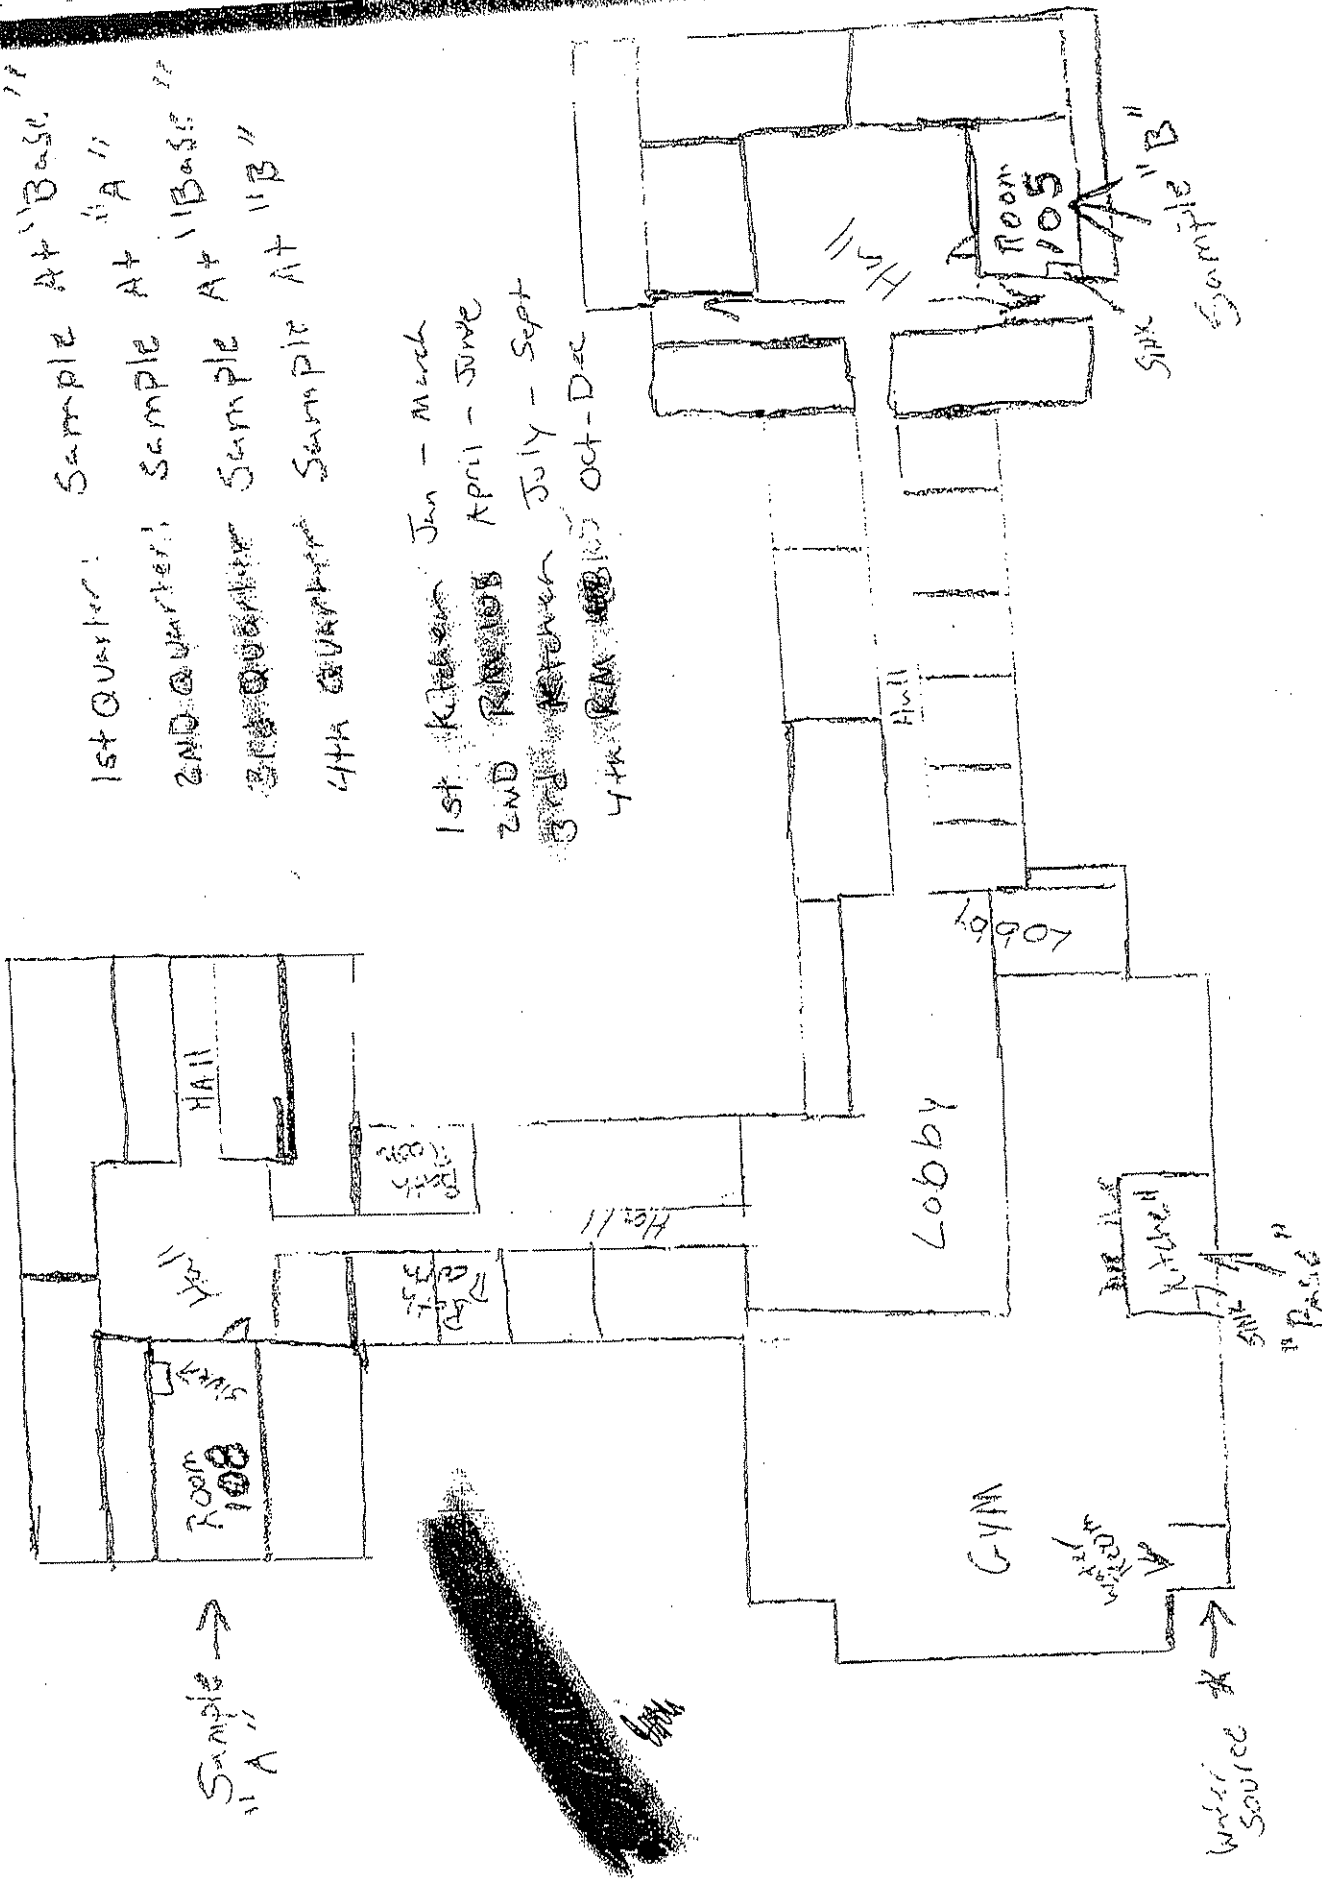 1st Quarter: Sample At "Base"
2ND Quarter: Sample At "A"
3rd Quarter Sample At "Base"
4th Quarter Sample At "B"
1st Kitchen Jan - March
2ND RM 108 April - June
3rd Kitchen July - Sept
4th RM Oct - Dec
HAll
Hall
Room
108
Sink
Sample →
"A"
Bath
Room
Hall
Lobby
Lobby
Hall
Hall
Room
105
Sink
Sample "B"
GYM
Water
Room
Kitchen
Sink
"Base"
Water
Source * →